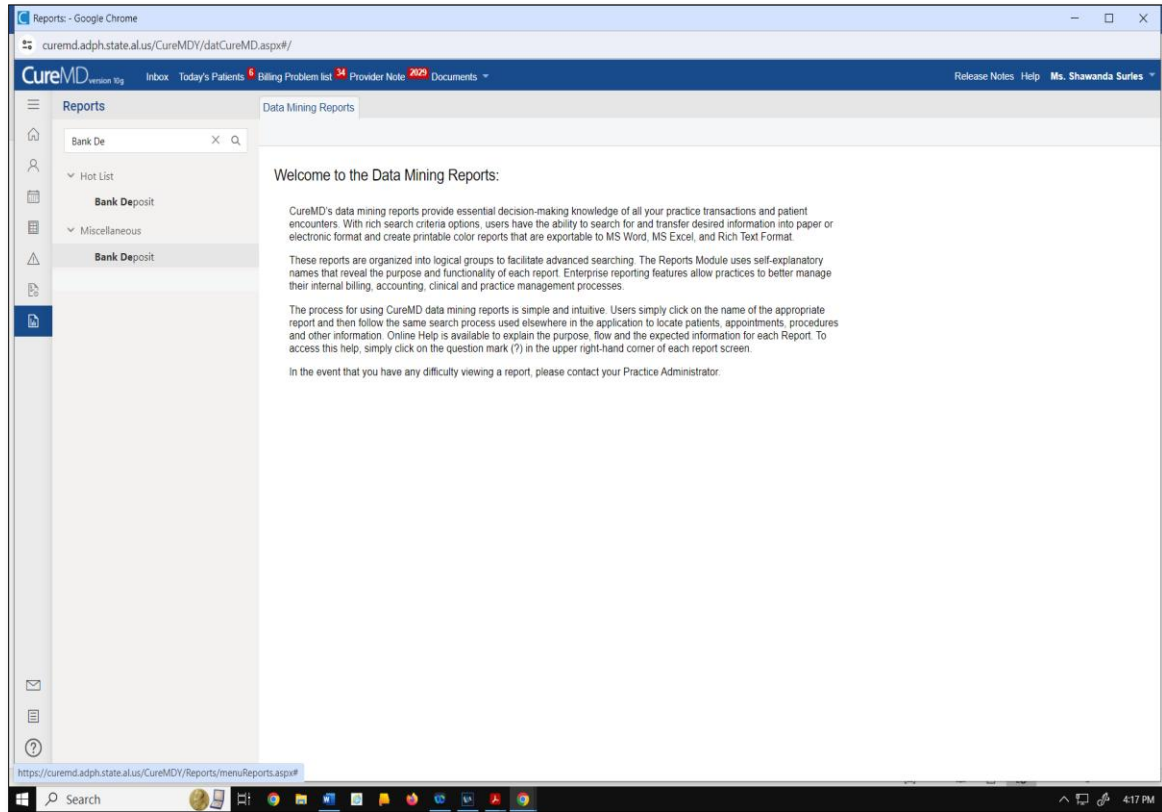 Reports: - Google Chrome
curemd.adph.state.al.us/CureMDY/datCureMD.aspx#/
CureMD version 10g Inbox Today's Patients 6 Billing Problem list 34 Provider Note 2029 Documents Release Notes Help Ms. Shawanda Surles
Reports
Data Mining Reports
Bank De
Hot List
Bank Deposit
Miscellaneous
Bank Deposit
Welcome to the Data Mining Reports:
CureMD's data mining reports provide essential decision-making knowledge of all your practice transactions and patient
encounters. With rich search criteria options, users have the ability to search for and transfer desired information into paper or
electronic format and create printable color reports that are exportable to MS Word, MS Excel, and Rich Text Format.
These reports are organized into logical groups to facilitate advanced searching. The Reports Module uses self-explanatory
names that reveal the purpose and functionality of each report. Enterprise reporting features allow practices to better manage
their internal billing, accounting, clinical and practice management processes.
The process for using CureMD data mining reports is simple and intuitive. Users simply click on the name of the appropriate
report and then follow the same search process used elsewhere in the application to locate patients, appointments, procedures
and other information. Online Help is available to explain the purpose, flow and the expected information for each Report. To
access this help, simply click on the question mark (?) in the upper right-hand corner of each report screen.
In the event that you have any difficulty viewing a report, please contact your Practice Administrator.
https://curemd.adph.state.al.us/CureMDY/Reports/menuReports.aspx#
Search
4:17 PM